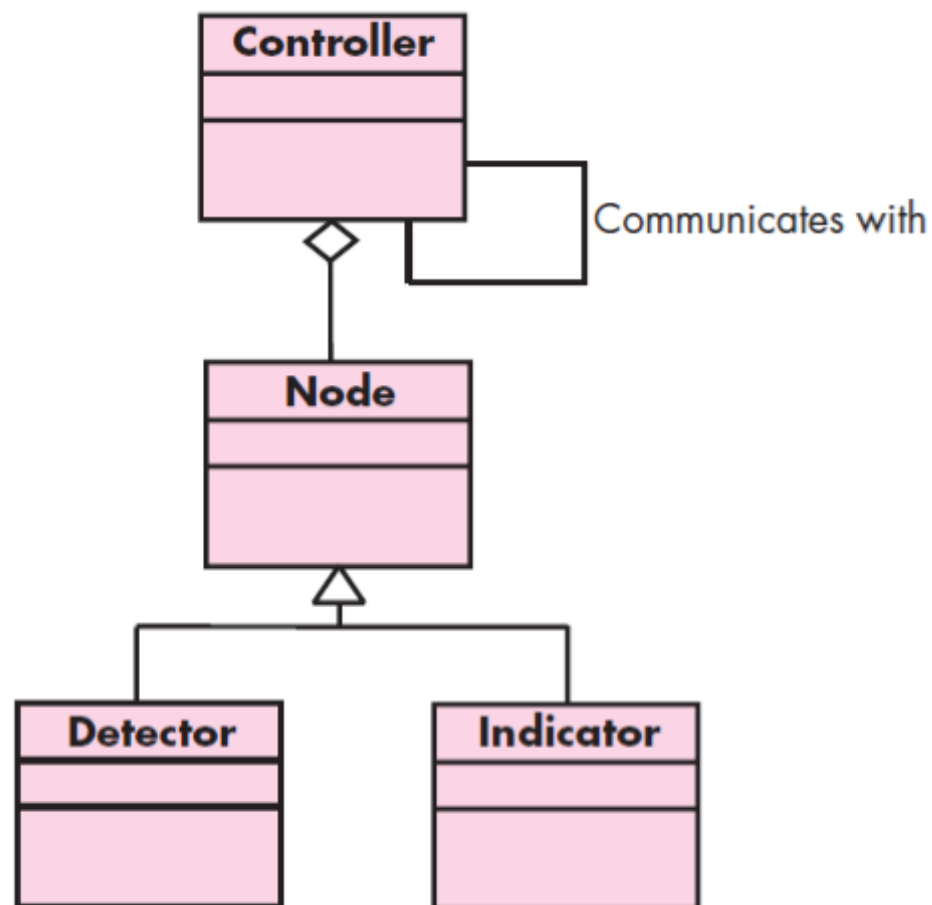 Controller
Communicates with
Node
Detector
Indicator